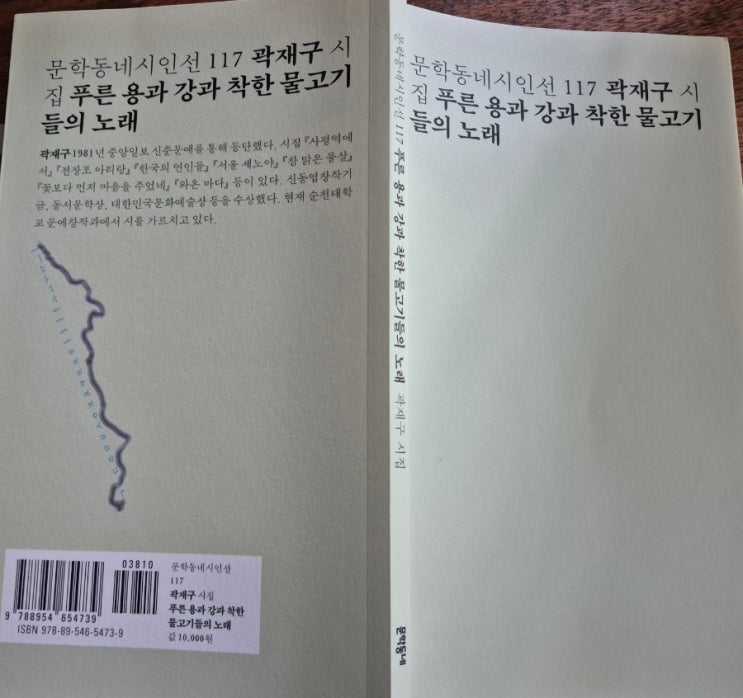 문학동네시인선 117 곽재구 시
집 푸른 용과 강과 착한 물고기
들의 노래
곽재구 1981년 중앙일보 신춘문예를 통해 등단했다. 시집 『사평역에
서』 『전장포 아리랑』 『한국의 연인들』 『서울 세노야』 『참 맑은 물살』
『꽃보다 먼저 마음을 주었네』 『와온 바다』 등이 있다. 신동엽창작기
금, 동서문학상, 대한민국문화예술상 등을 수상했다. 현재 순천대학
교 문예창작과에서 시를 가르치고 있다.
03810
9 788954 654739
ISBN 978-89-546-5473-9
문학동네시인선
117
곽재구 시집
푸른 용과 강과 착한
물고기들의 노래
값 10,000원
문학동네시인선 117 푸른 용과 강과 착한 물고기들의 노래 곽재구 시집
문학동네
문학동네시인선 117 곽재구 시
집 푸른 용과 강과 착한 물고기
들의 노래